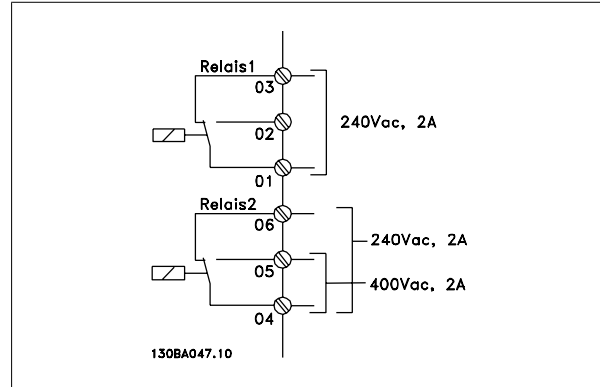 Relais1
03
02
240Vac, 2A
01
Relais2
06
240Vac, 2A
05
400Vac, 2A
04
130BA047.10